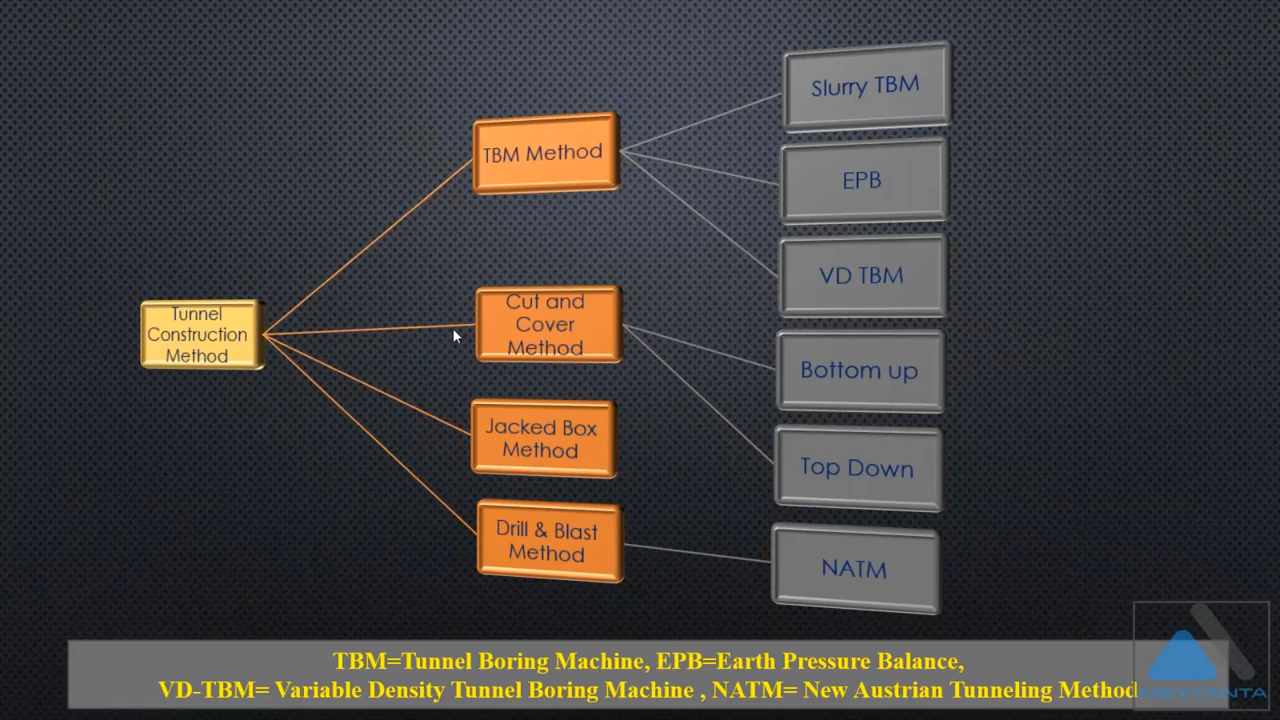 Tunnel
Construction
Method
TBM Method
Cut and
Cover
Method
Jacked Box
Method
Drill & Blast
Method
Slurry TBM
EPB
VD TBM
Bottom up
Top Down
NATM
TBM=Tunnel Boring Machine, EPB=Earth Pressure Balance,
VD-TBM= Variable Density Tunnel Boring Machine , NATM= New Austrian Tunneling Method